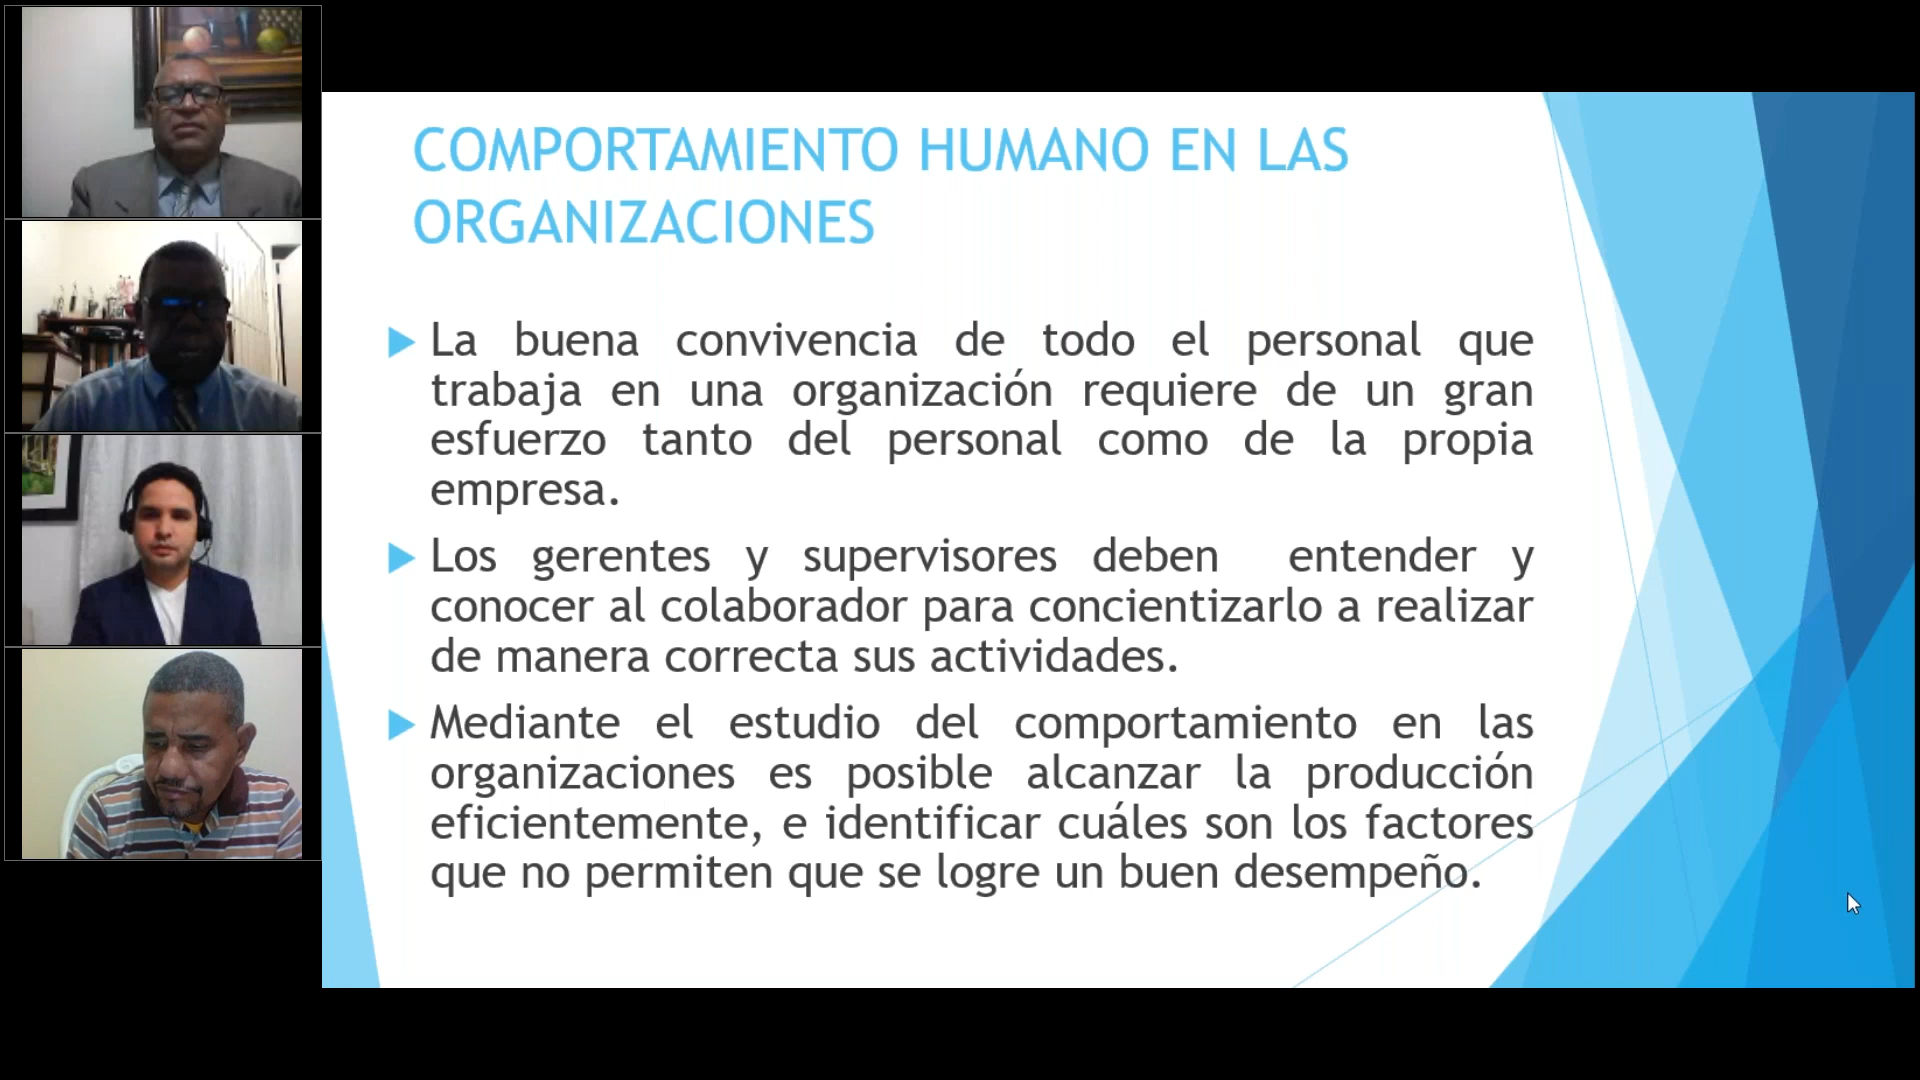 COMPORTAMIENTO HUMANO EN LAS
ORGANIZACIONES
La buena convivencia de todo el personal que
trabaja en una organización requiere de un gran
esfuerzo tanto del personal como de la propia
empresa.
Los gerentes y supervisores deben entender y
conocer al colaborador para concientizarlo a realizar
de manera correcta sus actividades.
Mediante el estudio del comportamiento en las
organizaciones es posible alcanzar la producción
eficientemente, e identificar cuáles son los factores
que no permiten que se logre un buen desempeño.